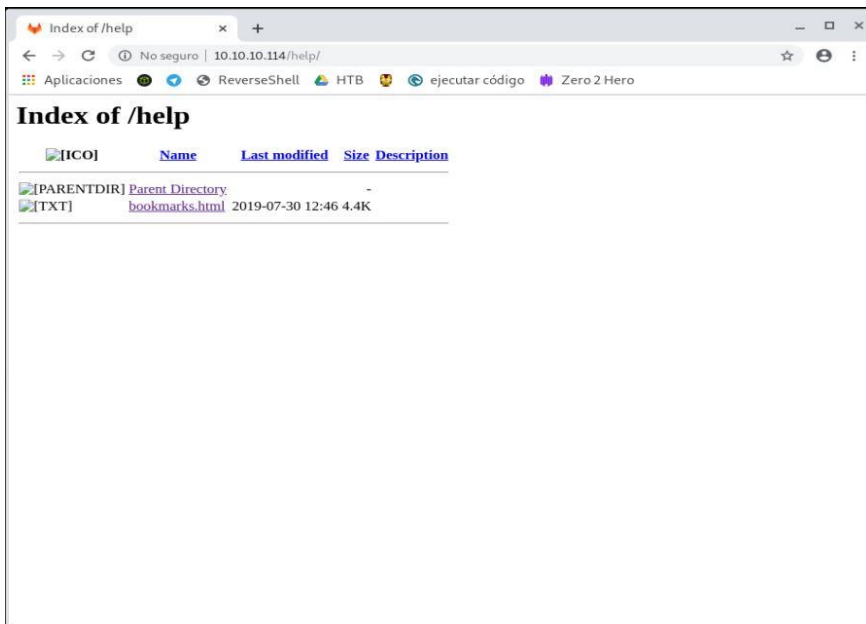 Index of /help
No seguro | 10.10.10.114/help/
Aplicaciones ReverseShell HTB ejecutar código Zero 2 Hero
Index of /help
[ICO] Name Last modified Size Description
[PARENTDIR] Parent Directory -
[TXT] bookmarks.html 2019-07-30 12:46 4.4K